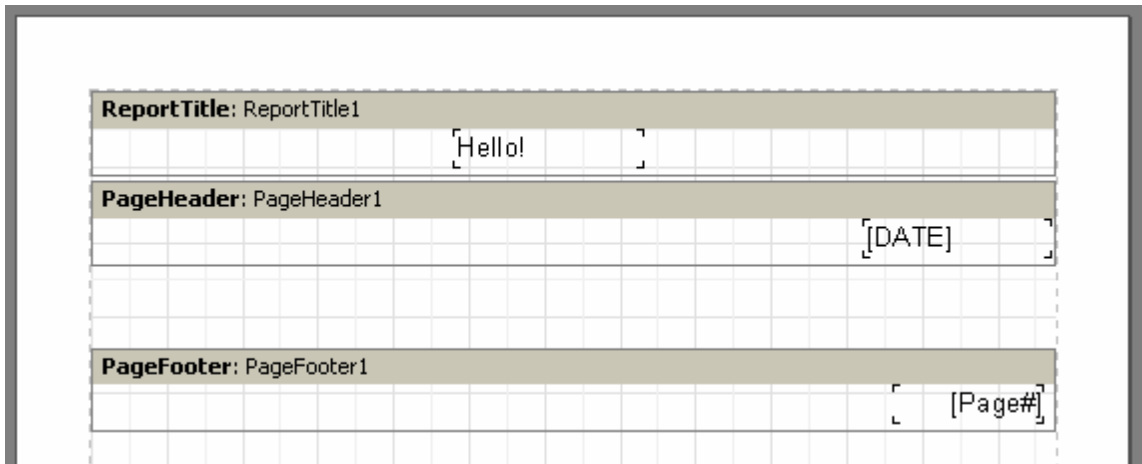 ReportTitle: ReportTitle1
Hello!
PageHeader: PageHeader1
[DATE]
PageFooter: PageFooter1
[Page#]